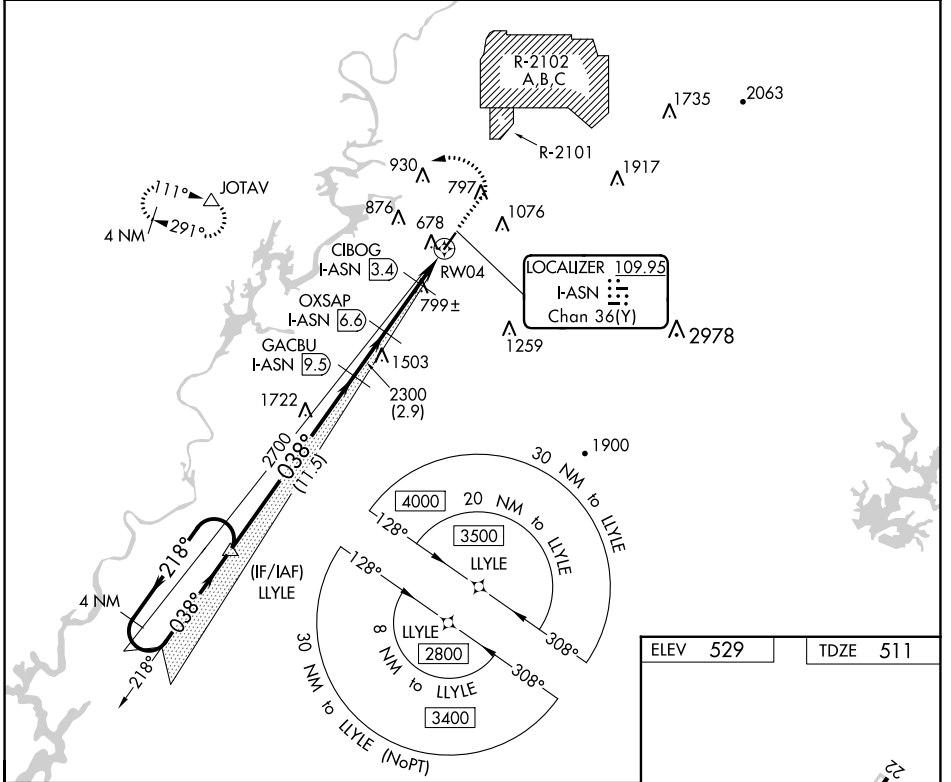 R-2102
A,B,C
1735
2063
R-2101
1917
930
797
111°
JOTAV
291°
4 NM
876
678
1076
CIBOG
I-ASN 3.4
RW04
LOCALIZER 109.95
I-ASN
Chan 36(Y)
799±
OXSAP
I-ASN 6.6
1259
2978
GACBU
I-ASN 9.5
1503
2300
(2.9)
1722
2700
038°
(11.5)
1900
30 NM to LLYLE
4000
20 NM to LLYLE
128°
3500
LLYLE
308°
218°
(IF/IAF)
LLYLE
4 NM
038°
218°
128°
LLYLE
2800
308°
8 NM to LLYLE
3400
30 NM to LLYLE (NoPT)
ELEV 529
TDZE 511
22